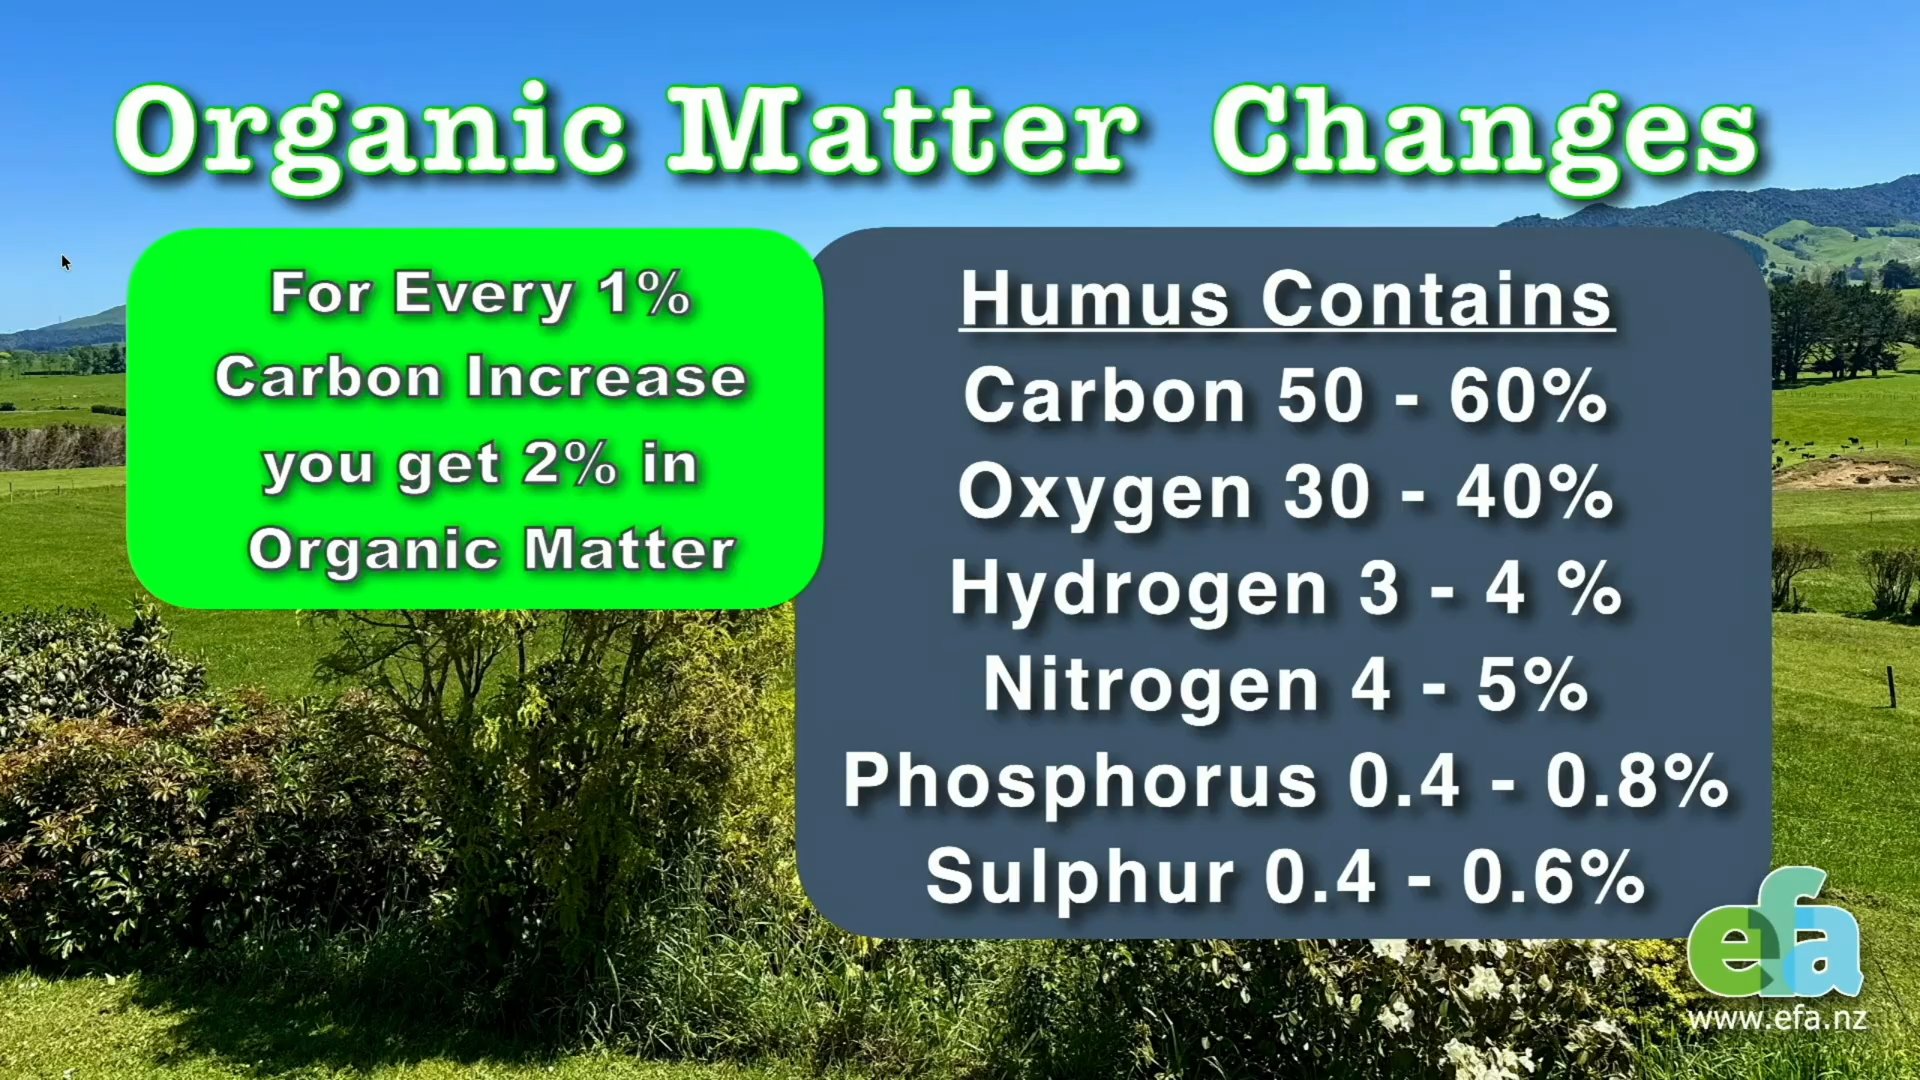 Organic Matter Changes
For Every 1%
Carbon Increase
you get 2% in
Organic Matter
Humus Contains
Carbon 50 - 60%
Oxygen 30 - 40%
Hydrogen 3 - 4 %
Nitrogen 4 - 5%
Phosphorus 0.4 - 0.8%
Sulphur 0.4 - 0.6%
efa
www.efa.nz